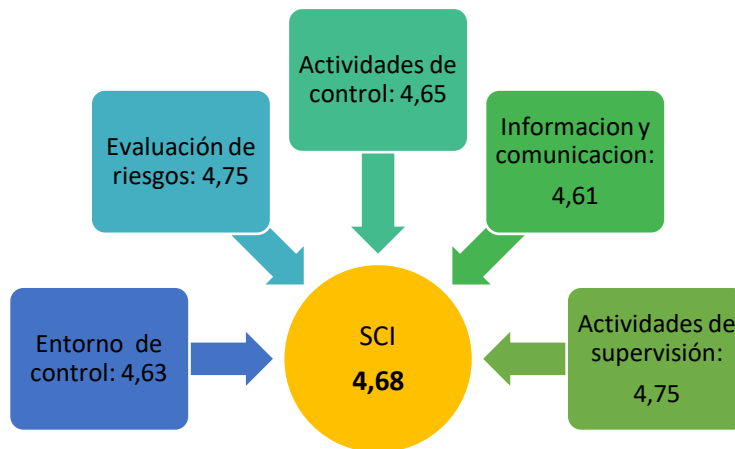 Actividades de
control: 4,65
Evaluación de
riesgos: 4,75
Informacion y
comunicacion:
4,61
Entorno de
control: 4,63
SCI
4,68
Actividades de
supervisión:
4,75